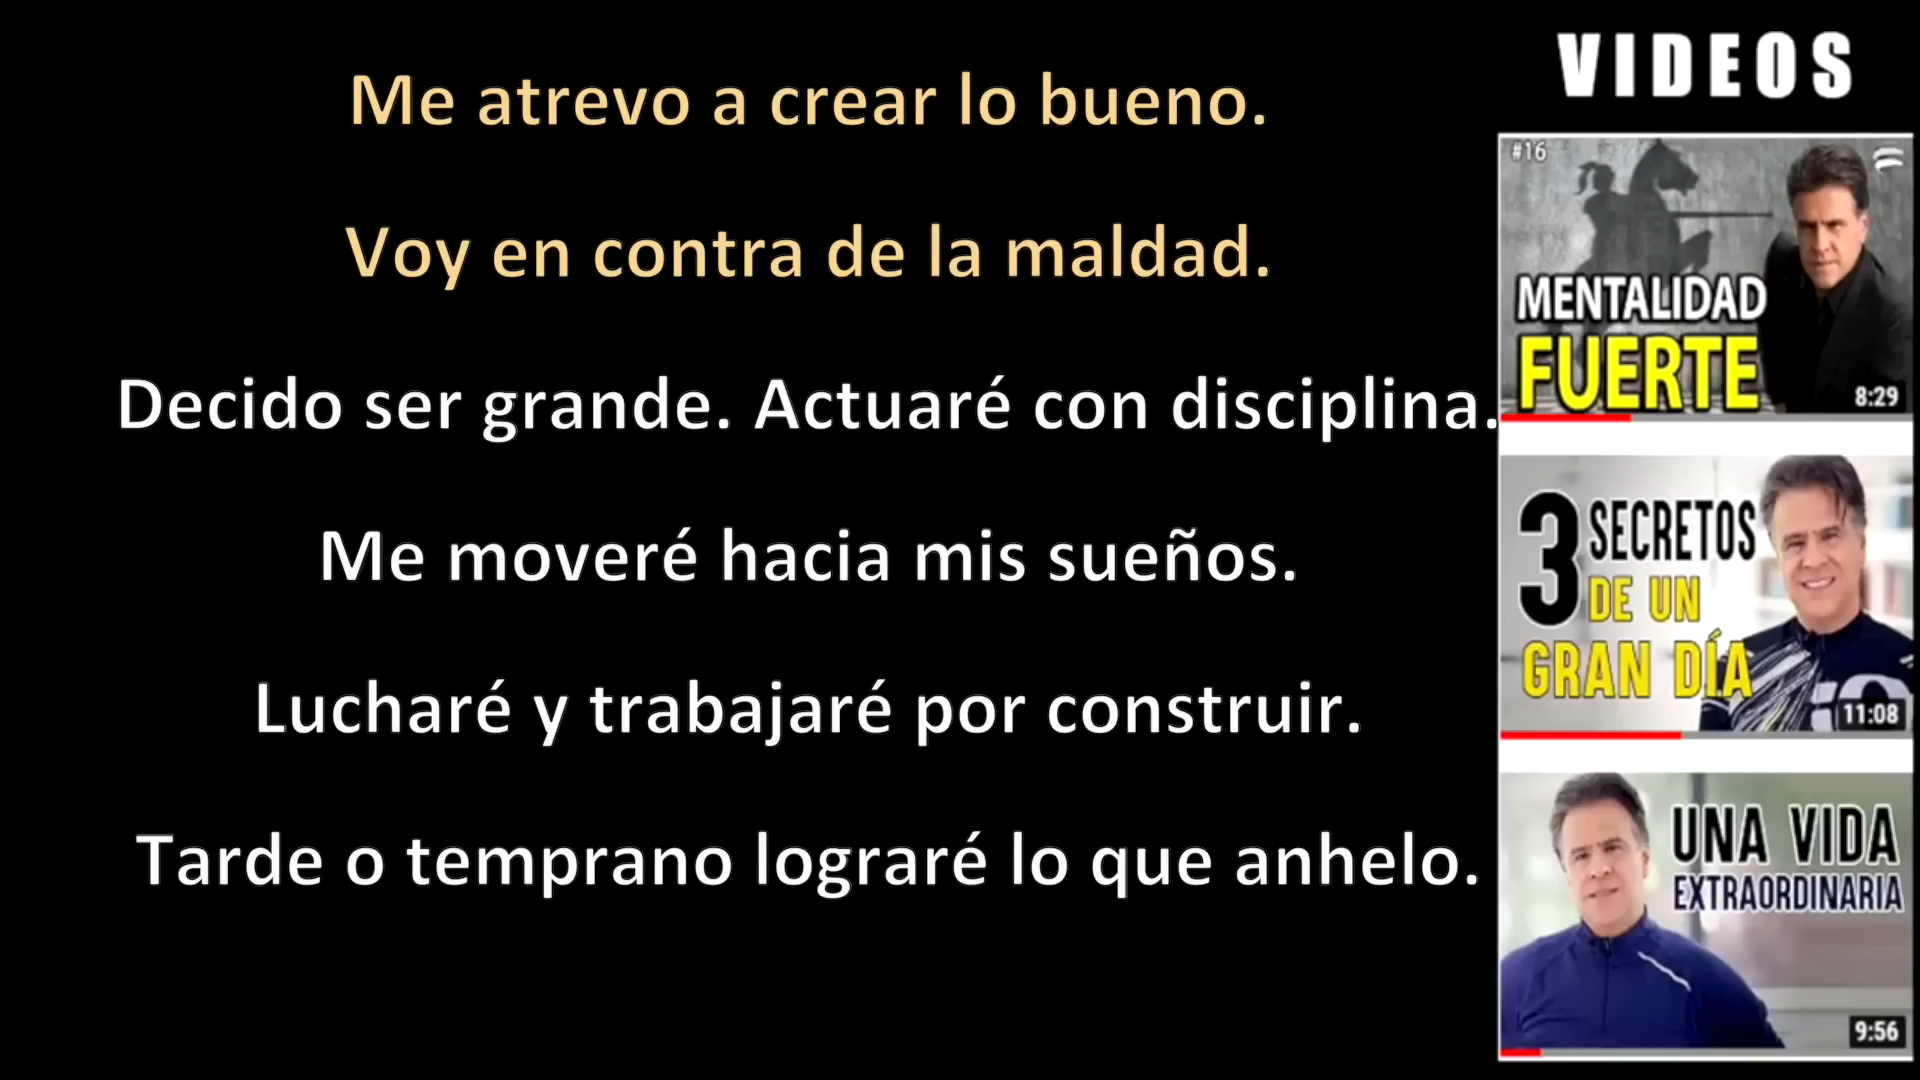 Me atrevo a crear lo bueno.
Voy en contra de la maldad.
Decido ser grande. Actuaré con disciplina.
Me moveré hacia mis sueños.
Lucharé y trabajaré por construir.
Tarde o temprano lograré lo que anhelo.
VIDEOS
#16
MENTALIDAD
FUERTE
8:29
3 SECRETOS
DE UN
GRAN DÍA
11:08
UNA VIDA
EXTRAORDINARIA
9:56